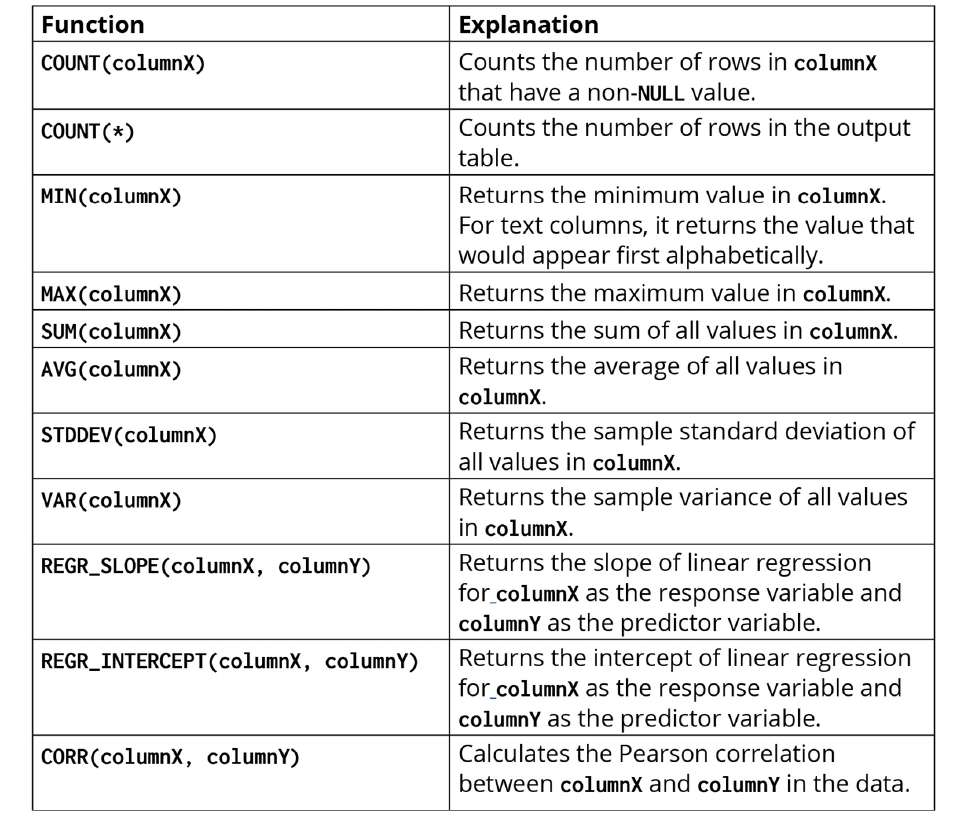 Function Explanation
COUNT(columnX) Counts the number of rows in columnX
that have a non-NULL value.
COUNT(*) Counts the number of rows in the output
table.
MIN(columnX) Returns the minimum value in columnX.
For text columns, it returns the value that
would appear first alphabetically.
MAX(columnX) Returns the maximum value in columnX.
SUM(columnX) Returns the sum of all values in columnX.
AVG(columnX) Returns the average of all values in
columnX.
STDDEV(columnX) Returns the sample standard deviation of
all values in columnX.
VAR(columnX) Returns the sample variance of all values
in columnX.
REGR_SLOPE(columnX, columnY) Returns the slope of linear regression
for columnX as the response variable and
columnY as the predictor variable.
REGR_INTERCEPT(columnX, columnY) Returns the intercept of linear regression
for columnX as the response variable and
columnY as the predictor variable.
CORR(columnX, columnY) Calculates the Pearson correlation
between columnX and columnY in the data.